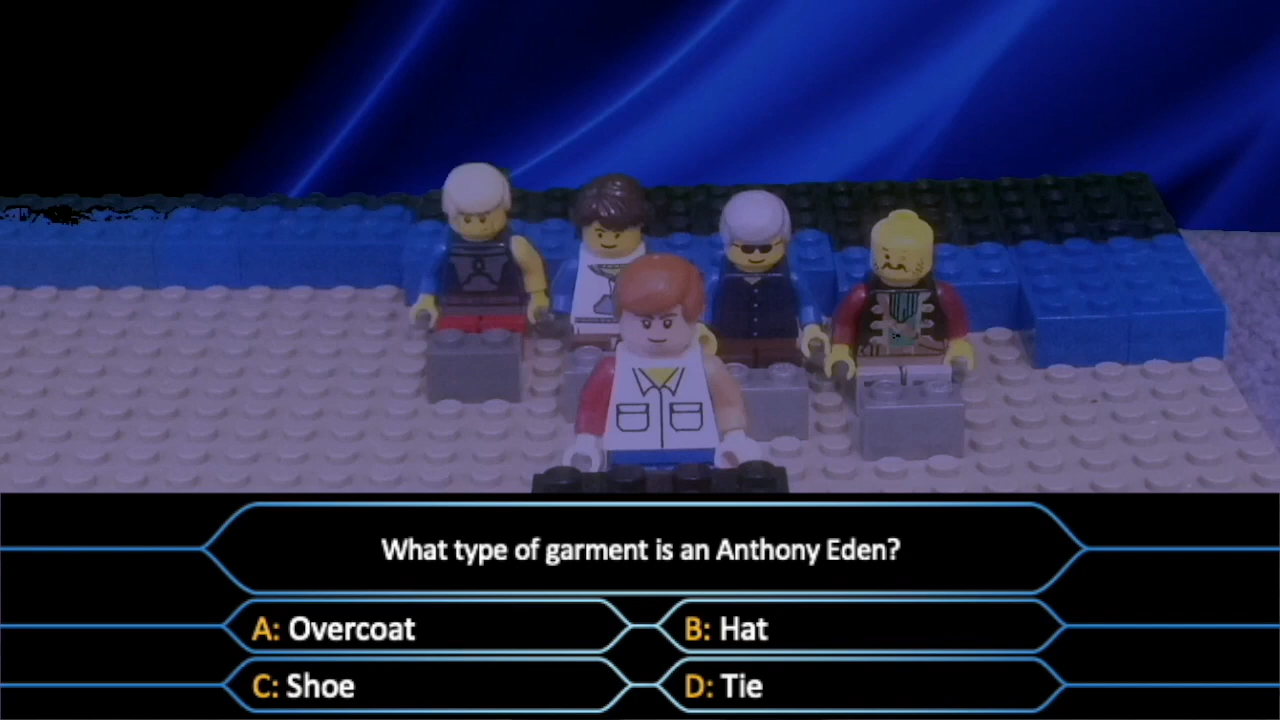 What type of garment is an Anthony Eden?
A: Overcoat
B: Hat
C: Shoe
D: Tie